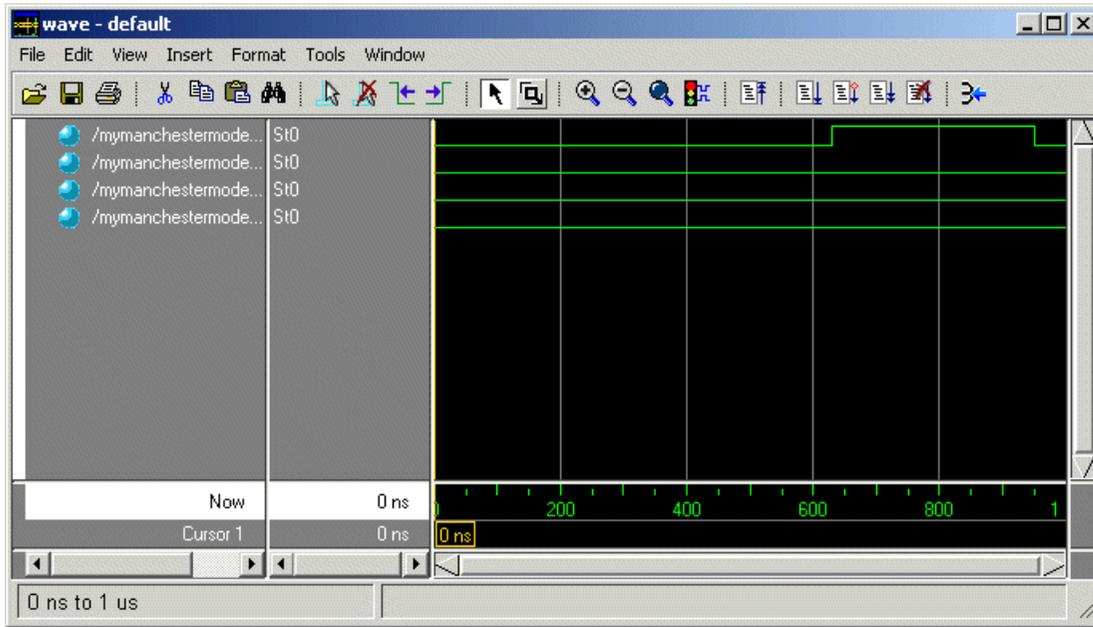 wave - default
File Edit View Insert Format Tools Window
/mymanchestermode... St0
/mymanchestermode... St0
/mymanchestermode... St0
/mymanchestermode... St0
Now 0 ns
200 400 600 800 1
Cursor 1 0 ns 0 ns
0 ns to 1 us